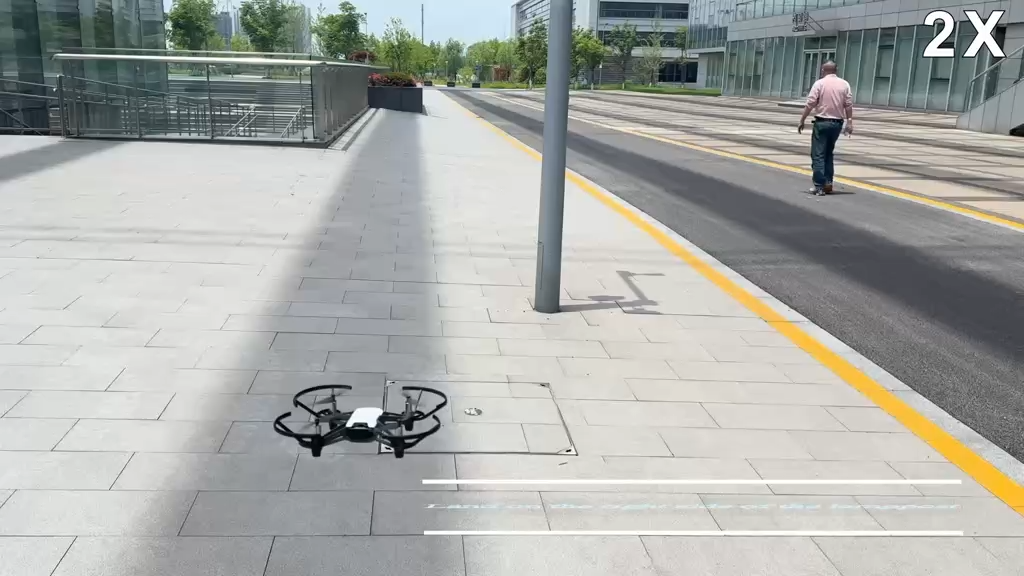 2X
Land on the right side of the lamppost